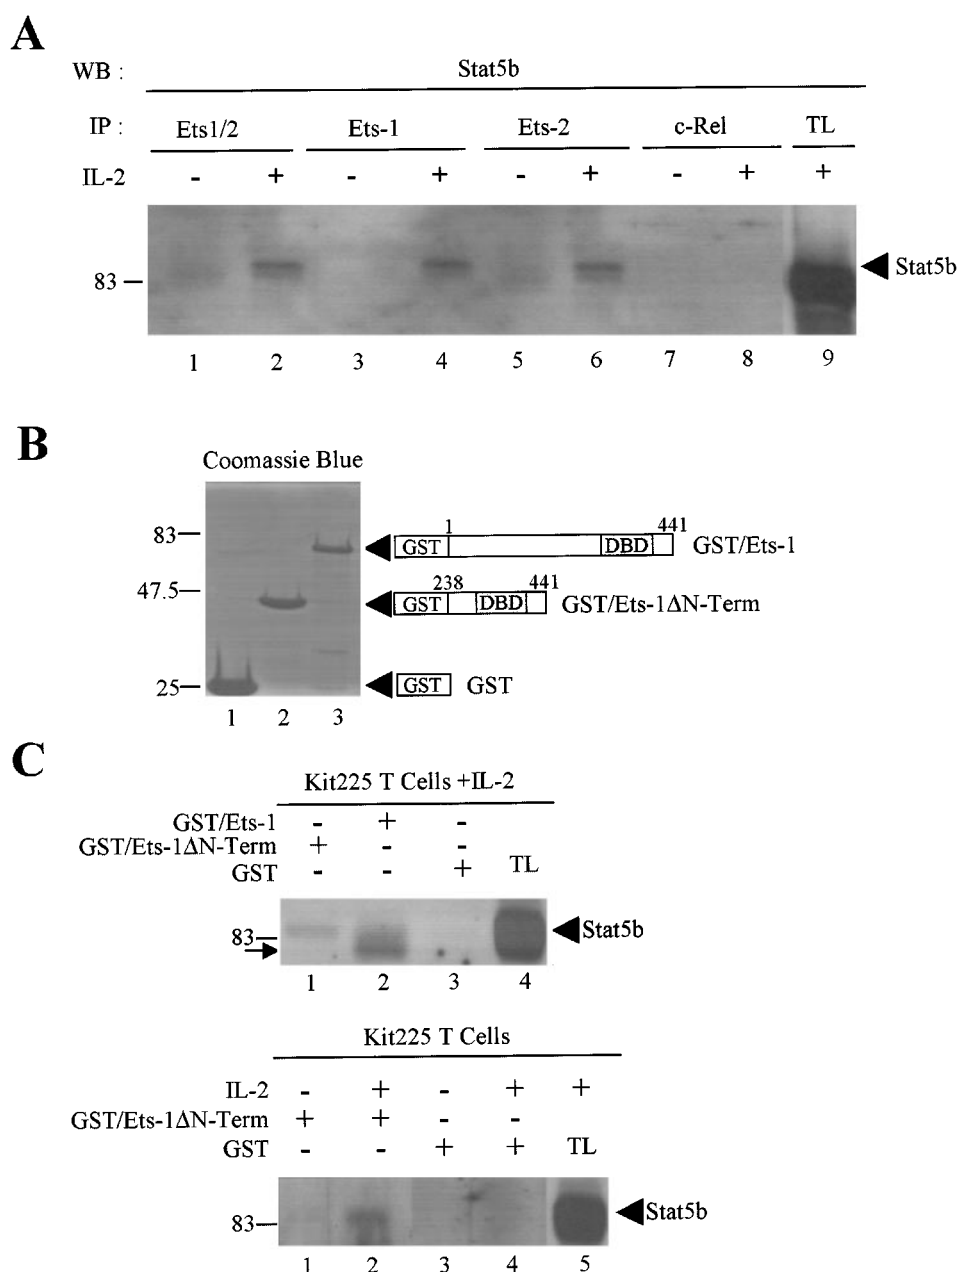 A
WB : Stat5b
IP : Ets1/2 Ets-1 Ets-2 c-Rel TL
IL-2 - + - + - + - + +
83 Stat5b
1 2 3 4 5 6 7 8 9
B
Coomassie Blue
83 1 441
GST DBD GST/Ets-1
47.5 238 441
GST DBD GST/Ets-1ΔN-Term
25 GST GST
1 2 3
C
Kit225 T Cells +IL-2
GST/Ets-1 - + -
GST/Ets-1ΔN-Term + - -
GST - - + TL
83 Stat5b
1 2 3 4
Kit225 T Cells
IL-2 - + - + +
GST/Ets-1ΔN-Term + + - -
GST - - + + TL
83 Stat5b
1 2 3 4 5